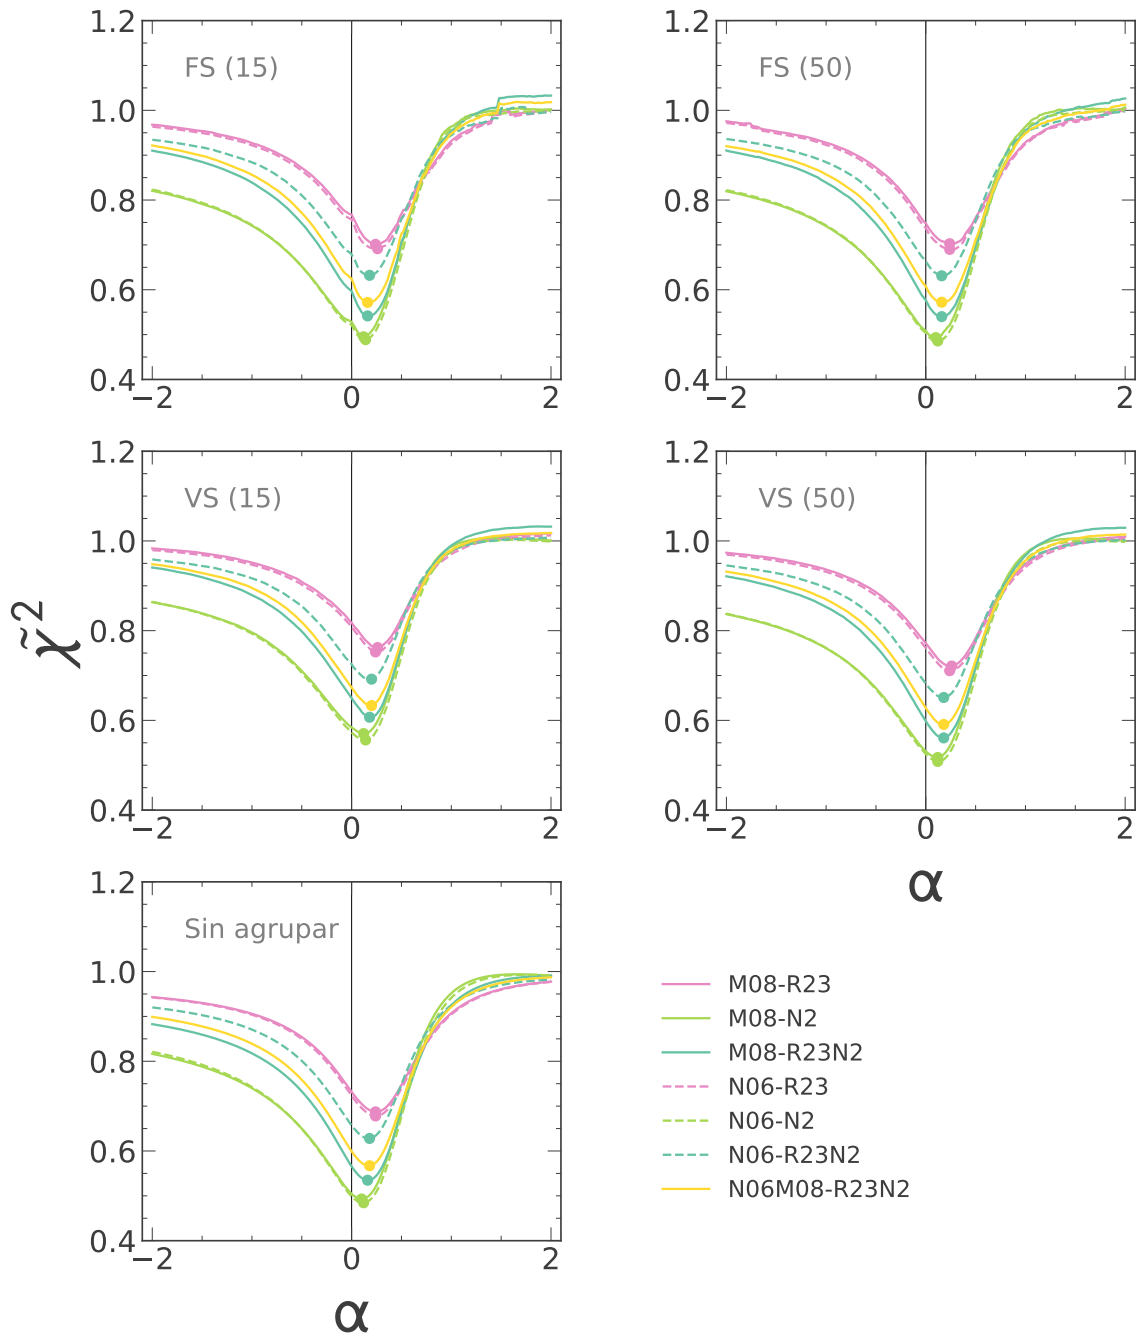 1.2
1.0
0.8
0.6
0.4
−2
0
2
FS (15)
1.2
1.0
0.8
0.6
0.4
−2
0
2
FS (50)
1.2
1.0
0.8
0.6
0.4
−2
0
2
VS (15)
1.2
1.0
0.8
0.6
0.4
−2
0
2
VS (50)
α
χ̃²
1.2
1.0
0.8
0.6
0.4
−2
0
2
Sin agrupar
α
M08-R23
M08-N2
M08-R23N2
N06-R23
N06-N2
N06-R23N2
N06M08-R23N2